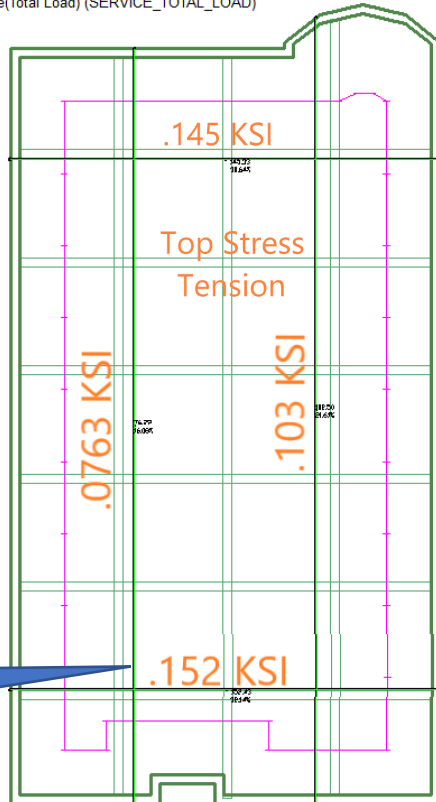 e(Total Load) (SERVICE_TOTAL_LOAD)
.145 KSI
Top Stress
Tension
.0763 KSI
.103 KSI
.152 KSI